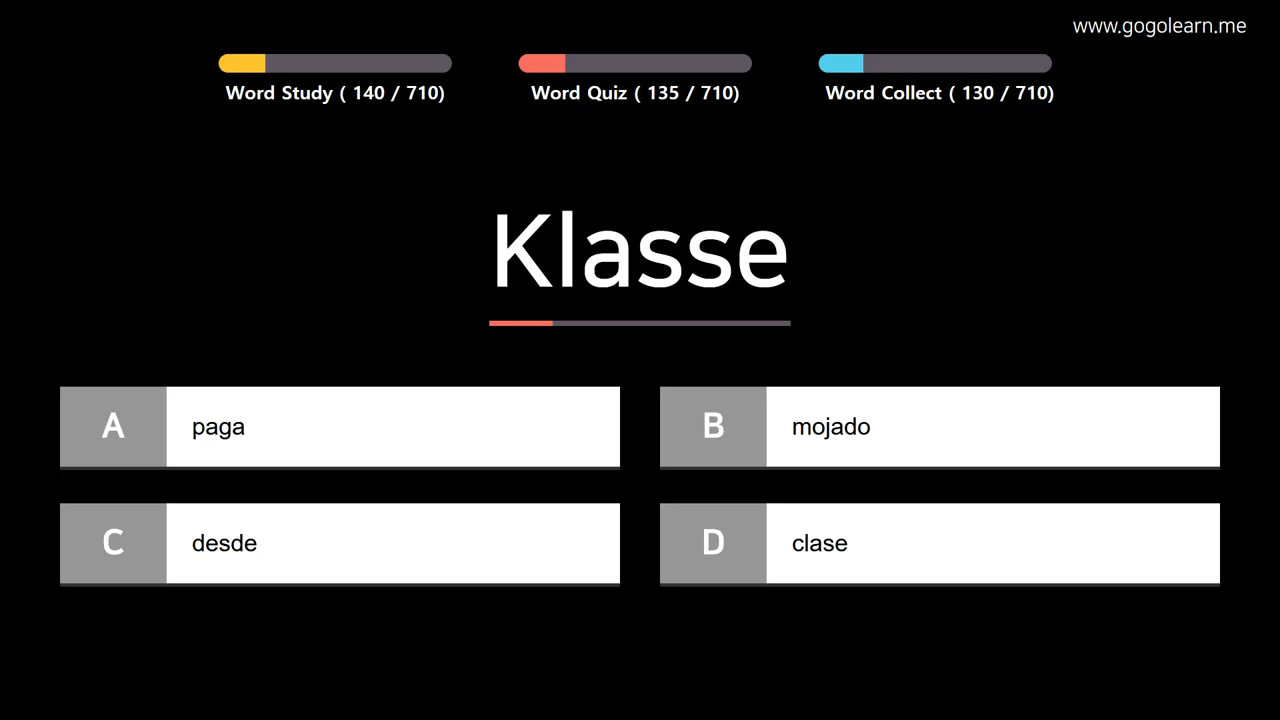 www.gogolearn.me
Word Study ( 140 / 710)
Word Quiz ( 135 / 710)
Word Collect ( 130 / 710)
Klasse
A paga
B mojado
C desde
D clase